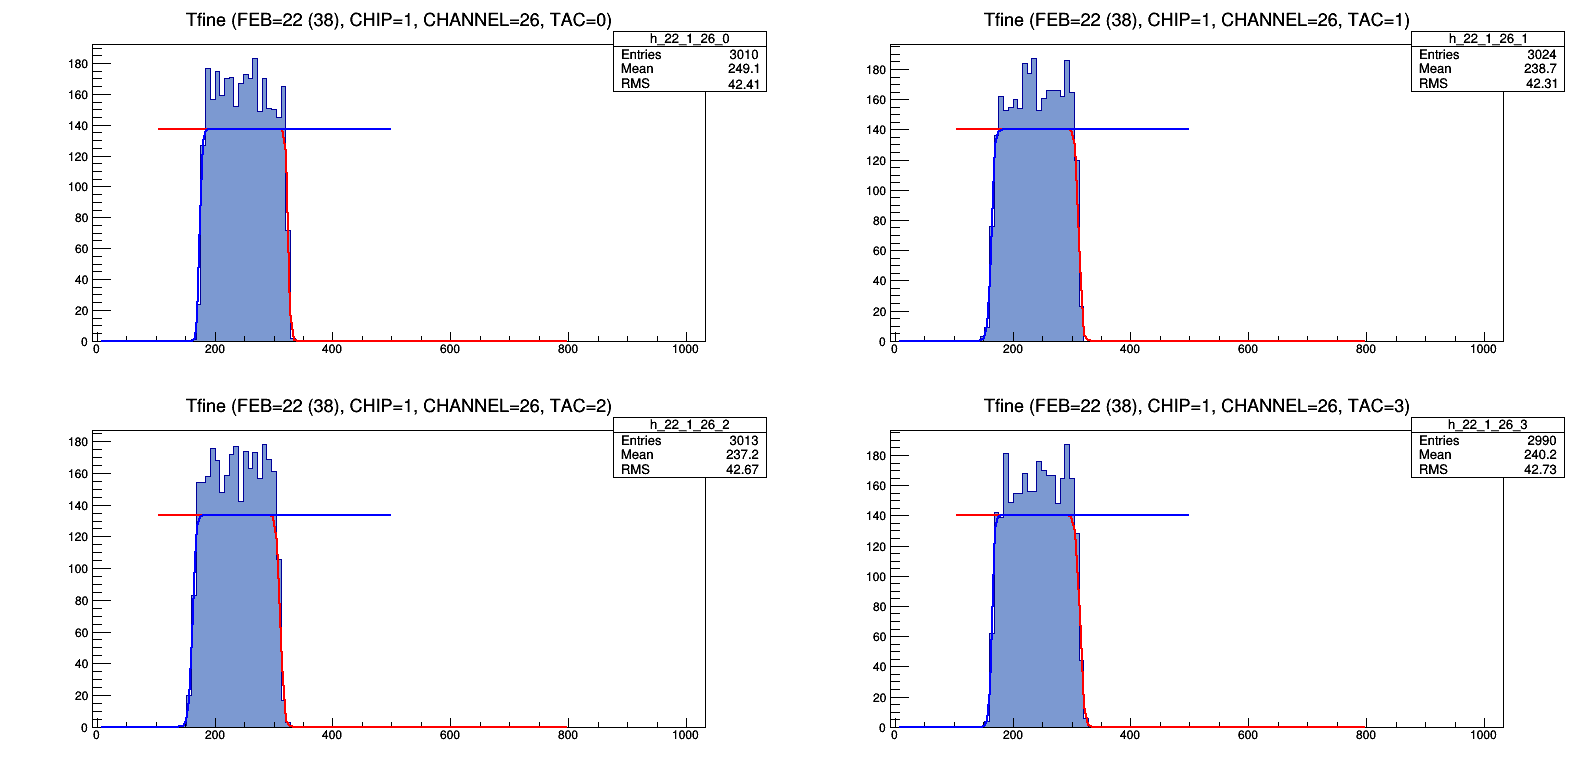 Tfine (FEB=22 (38), CHIP=1, CHANNEL=26, TAC=0)
h_22_1_26_0
Entries 3010
Mean 249.1
RMS 42.41
180
160
140
120
100
80
60
40
20
0
0 200 400 600 800 1000
Tfine (FEB=22 (38), CHIP=1, CHANNEL=26, TAC=1)
h_22_1_26_1
Entries 3024
Mean 238.7
RMS 42.31
180
160
140
120
100
80
60
40
20
0
0 200 400 600 800 1000
Tfine (FEB=22 (38), CHIP=1, CHANNEL=26, TAC=2)
h_22_1_26_2
Entries 3013
Mean 237.2
RMS 42.67
180
160
140
120
100
80
60
40
20
0
0 200 400 600 800 1000
Tfine (FEB=22 (38), CHIP=1, CHANNEL=26, TAC=3)
h_22_1_26_3
Entries 2990
Mean 240.2
RMS 42.73
180
160
140
120
100
80
60
40
20
0
0 200 400 600 800 1000